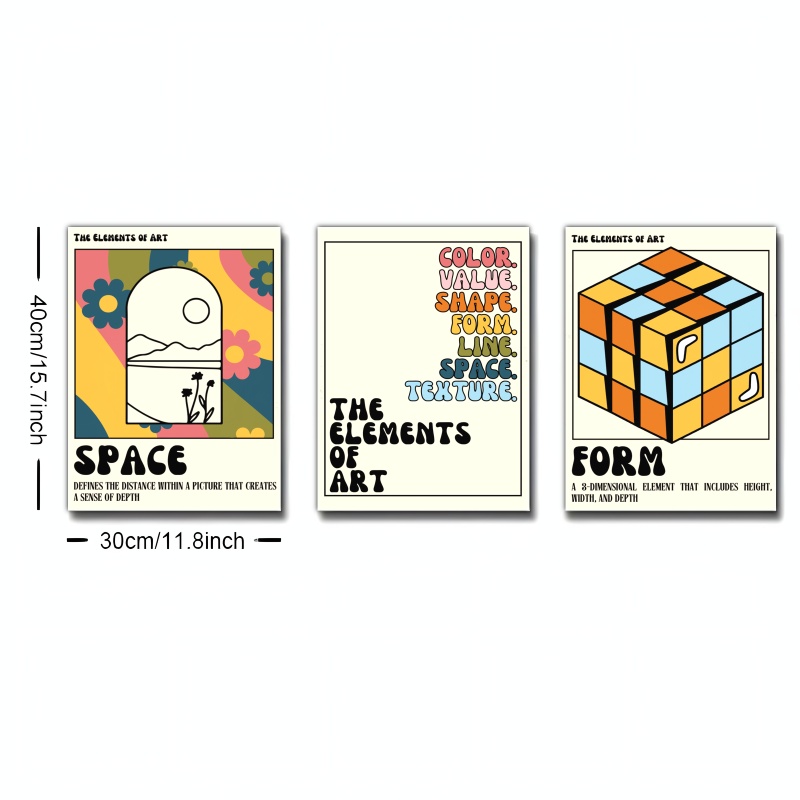 40cm/15.7inch
THE ELEMENTS OF ART
SPACE
DEFINES THE DISTANCE WITHIN A PICTURE THAT CREATES
A SENSE OF DEPTH
30cm/11.8inch
COLOR.
VALUE.
SHAPE.
FORM.
LINE.
SPACE.
TEXTURE.
THE
ELEMENTS
OF
ART
THE ELEMENTS OF ART
FORM
A 3-DIMENSIONAL ELEMENT THAT INCLUDES HEIGHT,
WIDTH, AND DEPTH